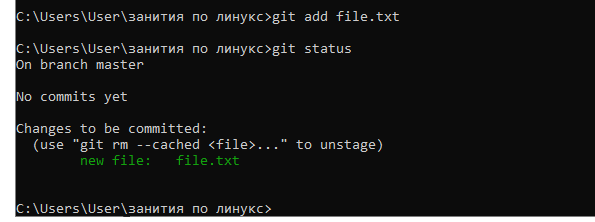 C:\Users\User\занития по линукс>git add file.txt
C:\Users\User\занития по линукс>git status
On branch master
No commits yet
Changes to be committed:
  (use "git rm --cached <file>..." to unstage)
        new file:   file.txt
C:\Users\User\занития по линукс>